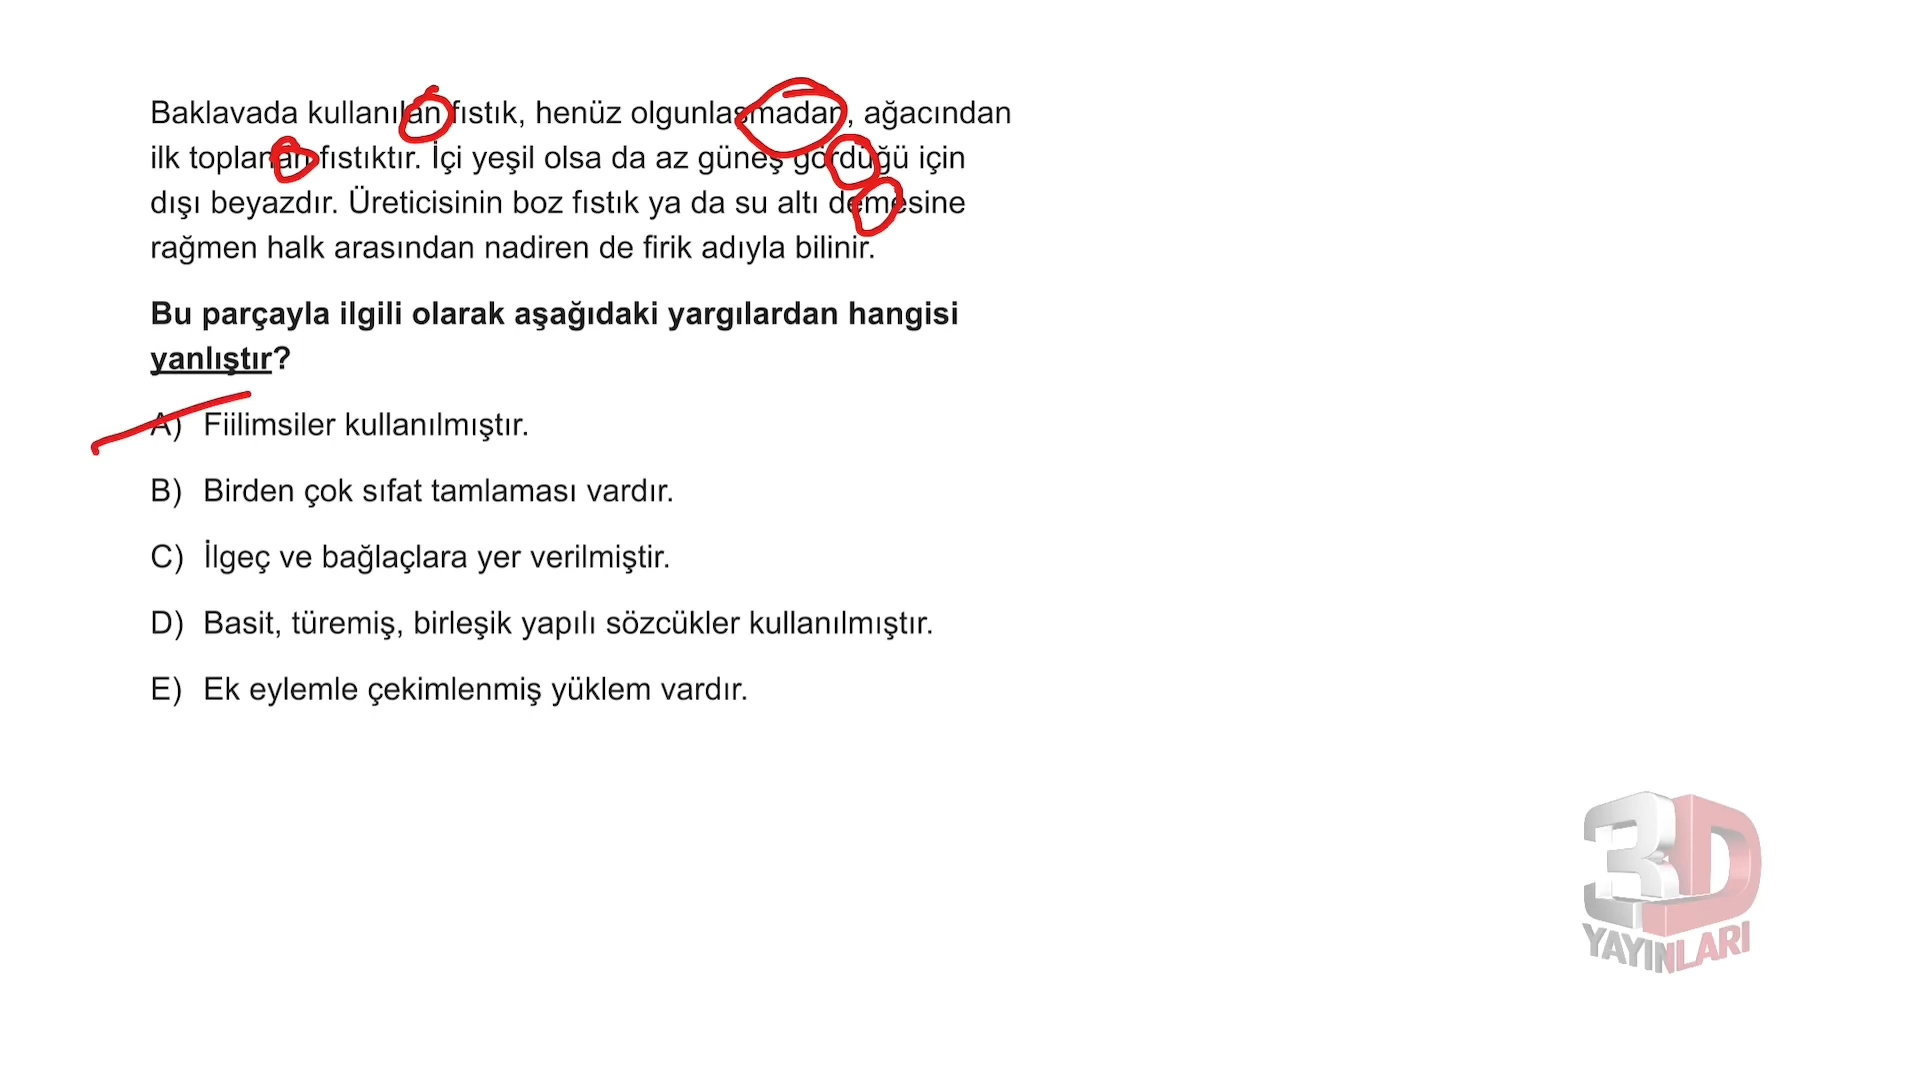 Baklavada kullanılan fıstık, henüz olgunlaşmadan, ağacından
ilk toplanan fıstıktır. İçi yeşil olsa da az güneş gördüğü için
dışı beyazdır. Üreticisinin boz fıstık ya da su altı demesine
rağmen halk arasından nadiren de firik adıyla bilinir.
Bu parçayla ilgili olarak aşağıdaki yargılardan hangisi
yanlıştır?
A) Fiilimsiler kullanılmıştır.
B) Birden çok sıfat tamlaması vardır.
C) İlgeç ve bağlaçlara yer verilmiştir.
D) Basit, türemiş, birleşik yapılı sözcükler kullanılmıştır.
E) Ek eylemle çekimlenmiş yüklem vardır.
3D
YAYINLARI